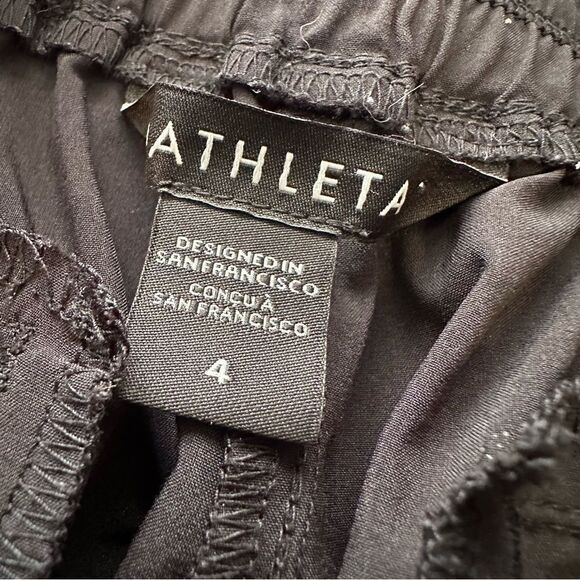 ATHLETA
DESIGNED IN
SAN FRANCISCO
CONÇU À
SAN FRANCISCO
4